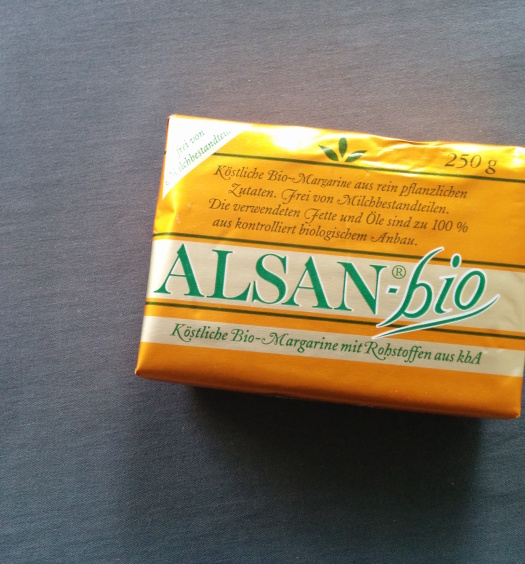 frei von
Milchbestandteilen
250 g
Köstliche Bio-Margarine aus rein pflanzlichen
Zutaten. Frei von Milchbestandteilen.
Die verwendeten Fette und Öle sind zu 100 %
aus kontrolliert biologischem Anbau.
ALSAN®-bio
Köstliche Bio-Margarine mit Rohstoffen aus kbA